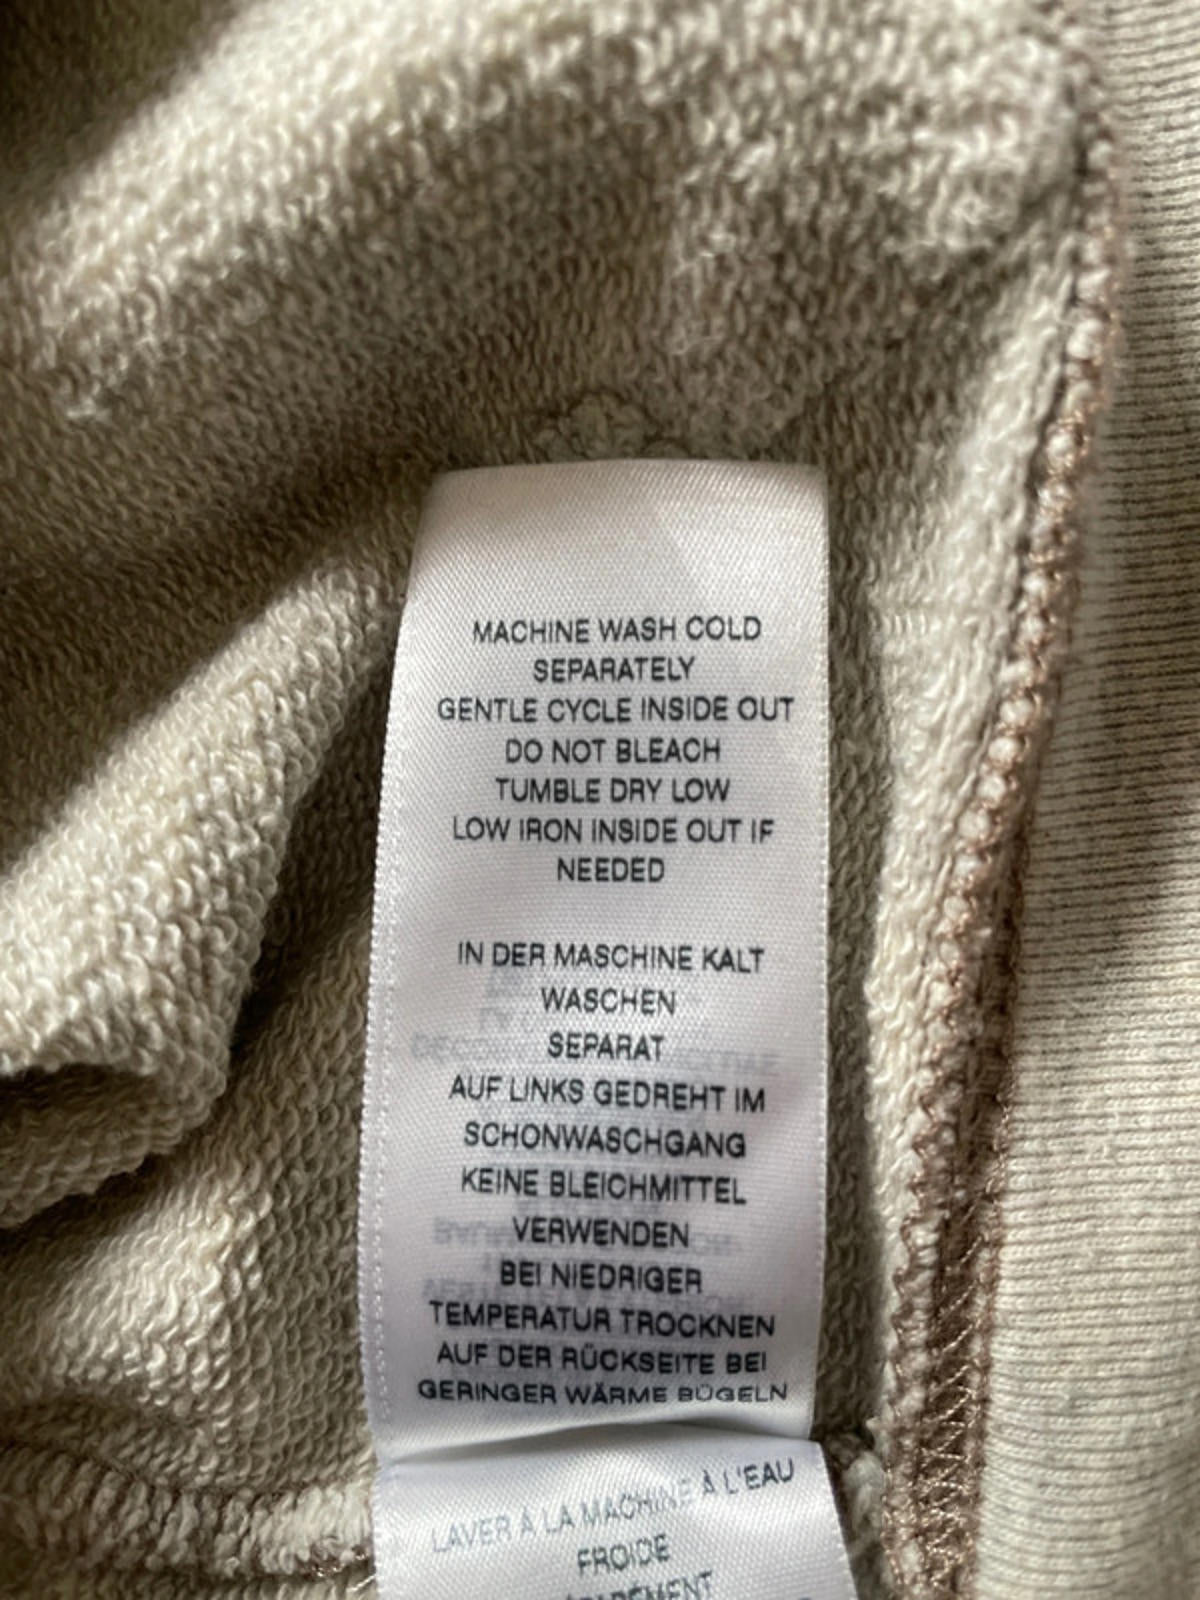 MACHINE WASH COLD
SEPARATELY
GENTLE CYCLE INSIDE OUT
DO NOT BLEACH
TUMBLE DRY LOW
LOW IRON INSIDE OUT IF
NEEDED
IN DER MASCHINE KALT
WASCHEN
SEPARAT
AUF LINKS GEDREHT IM
SCHONWASCHGANG
KEINE BLEICHMITTEL
VERWENDEN
BEI NIEDRIGER
TEMPERATUR TROCKNEN
AUF DER RÜCKSEITE BEI
GERINGER WÄRME BÜGELN
LAVER À LA MACHINE À L'EAU
FROIDE